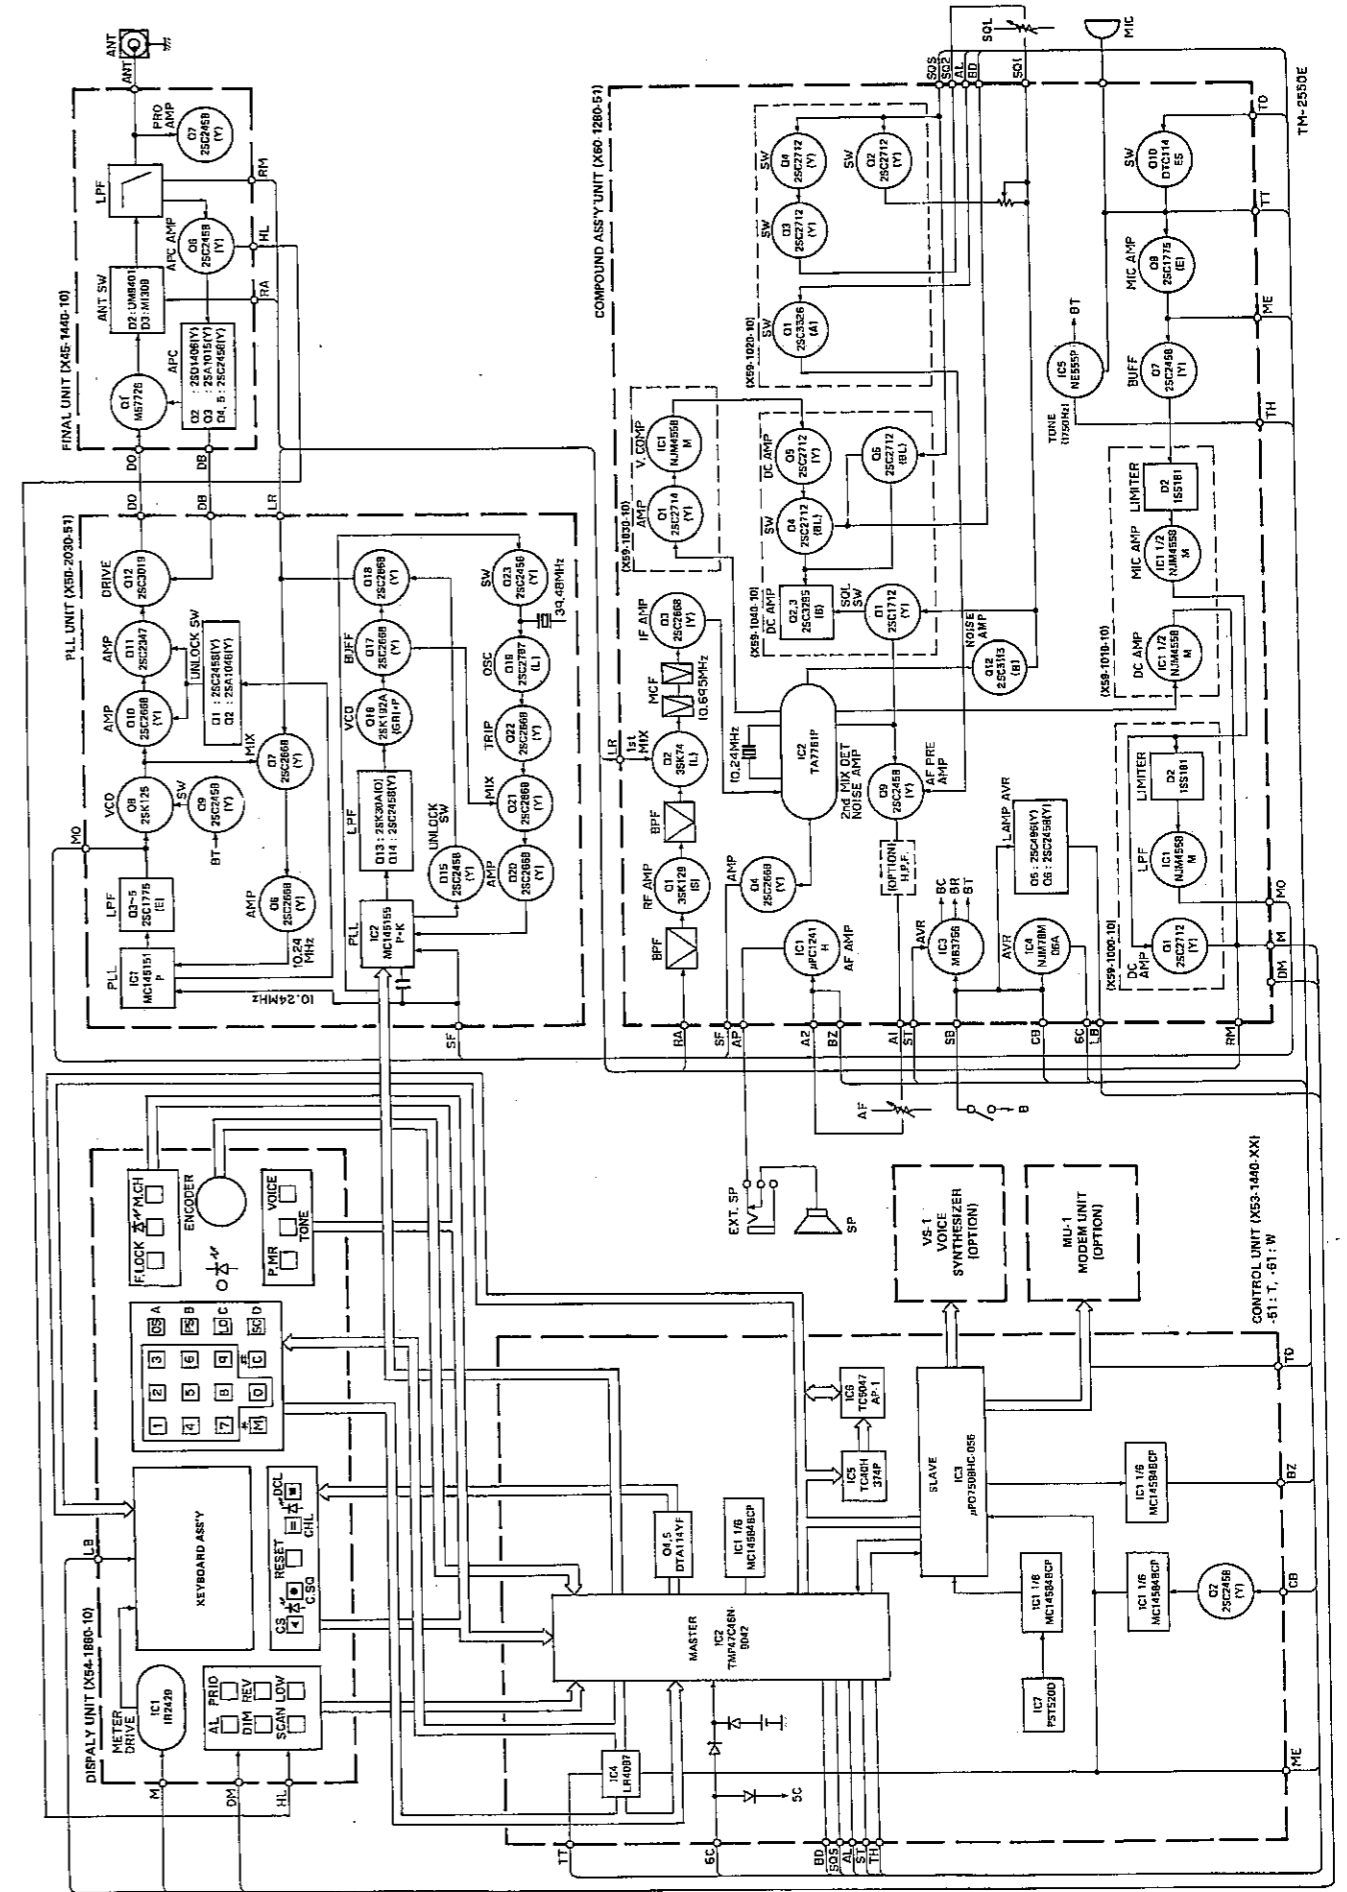 TM-2550E
FINAL UNIT (X45-1440-10)
ANT
ANT
PRO
AMP
Q7
2SC2458
(Y)
LPF
RM
APC AMP
Q6
2SC2458
(Y)
HL
ANT SW
D2 : UM9401
D3 : MI308
RA
APC
Q2 : 2SD1406(Y)
Q3 : 2SA1015(Y)
Q4, 5 : 2SC2458(Y)
Q1
M57726
DO
DB
PLL UNIT (X50-2030-51)
DO
DB
LR
DRIVE
Q12
2SC3019
AMP
Q11
2SC2347
AMP
Q10
2SC2668
(Y)
UNLOCK SW
Q1 : 2SC2458(Y)
Q2 : 2SA1048(Y)
VCO
Q8
2SK125
SW
Q9
2SC2458
(Y)
BT
MO
MIX
Q7
2SC2668
(Y)
LPF
Q3~5
2SC1775
(E)
AMP
Q6
2SC2668
(Y)
10.24
MHz
PLL
IC1
MC145151
P
10.24MHz
Q18
2SC2668
(Y)
BUFF
Q17
2SC2668
(Y)
VCO
Q16
2SK192A
(GR)*P
LPF
Q13 : 2SK30A(O)
Q14 : 2SC2458(Y)
UNLOCK
SW
Q15
2SC2458
(Y)
PLL
IC2
MC145155
P*K
SW
Q23
2SC2458
(Y)
39.48MHz
OSC
Q19
2SC2787
(L)
TRIP
Q22
2SC2668
(Y)
MIX
Q21
2SC2668
(Y)
AMP
Q20
2SC2668
(Y)
SF
COMPOUND ASS'Y UNIT (X60-1280-51)
SQS
SQ2
AL
BD
SQ1
SQL
MIC
(X59-1020-10)
SW
Q4
2SC2712
(Y)
SW
Q2
2SC2712
(Y)
SW
Q3
2SC2712
(Y)
Q1
2SC3326
(A)
SW
(X59-1030-10)
V. COMP
IC1
NJM4558
M
AMP
Q1
2SC2714
(Y)
(X59-1040-10)
DC AMP
Q5
2SC2712
(Y)
Q6
2SC2712
(BL)
SW
Q4
2SC2712
(BL)
DC AMP
Q2,3
2SC3295
(B)
SQL
SW
Q1
2SC1712
(Y)
NOISE
AMP
Q12
2SC3113
(B)
IF AMP
Q3
2SC2668
(Y)
MCF
10.695MHz
1st
MIX
Q2
3SK74
(L)
LR
BPF
RF AMP
Q1
3SK129
(S)
BPF
RA
10.24MHz
IC2
TA7761P
2nd MIX DET
NOISE AMP
AMP
Q4
2SC2668
(Y)
AF PRE
AMP
Q9
2SC2458
(Y)
(OPTION)
H.P.F.
IC1
µPC1241
H
AF AMP
SF
AP
A2
BZ
A1
ST
SB
CB
6C
LB
RM
AVR
IC3
MB3756
BC
BR
BT
AVR
IC4
NJM78M
06A
LAMP AVR
Q5 : 2SC496(Y)
Q6 : 2SC2458(Y)
SW
Q10
DTC114
ES
TO
TT
MIC AMP
Q8
2SC1775
(E)
ME
BUFF
Q7
2SC2458
(Y)
IC5
NE555P
BT
TONE
(1750Hz)
TH
(X59-1010-10)
LIMITER
D2
1SS181
MIC AMP
IC1 1/2
NJM4558
M
DC AMP
IC1 1/2
NJM4558
M
(X59-1000-10)
LIMITER
D2
1SS181
LPF
IC1
NJM4558
M
DC
AMP
Q1
2SC2712
(Y)
MO
M
DM
AF
B
EXT. SP
SP
VS-1
VOICE
SYNTHESIZER
(OPTION)
MU-1
MODEM UNIT
(OPTION)
DISPALY UNIT (X54-1880-10)
F.LOCK
M.CH
ENCODER
P.MR
VOICE
TONE
1
2
3
OS
A
4
5
6
PS
B
7
8
9
LO
C
#
M
0
#
C
SC
D
LB
KEYBOARD ASS'Y
CS
C.SQ
RESET
CHL
DCL
METER
DRIVE
IC1
IR2429
AL
PRIO
DIM
REV
SCAN
LOW
M
DM
HL
CONTROL UNIT (X53-1440-XX)
-51 : T, -61 : W
IC6
TC5047
AP-1
IC5
TC40H
374P
SLAVE
IC3
µPD7508HC-056
Q4,5
DTA114YF
IC1 1/6
MC14584BCP
MASTER
IC2
TMP47C46N-
9042
IC1 1/6
MC14584BCP
IC1 1/6
MC14584BCP
IC1 1/6
MC14584BCP
Q2
2SC2458
(Y)
IC7
PST520D
IC4
LR4087
5C
TO
BZ
CB
ME
TT
6C
BD
SQS
AL
ST
TH